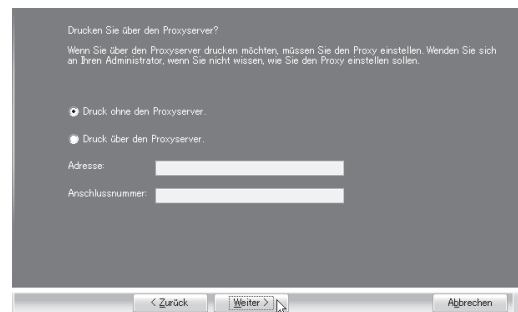 Drucken Sie über den Proxyserver?
Wenn Sie über den Proxyserver drucken möchten, müssen Sie den Proxy einstellen. Wenden Sie sich
an Ihren Administrator, wenn Sie nicht wissen, wie Sie den Proxy einstellen sollen.
Druck ohne den Proxyserver.
Druck über den Proxyserver.
Adresse:
Anschlussnummer:
< Zurück Weiter > Abbrechen